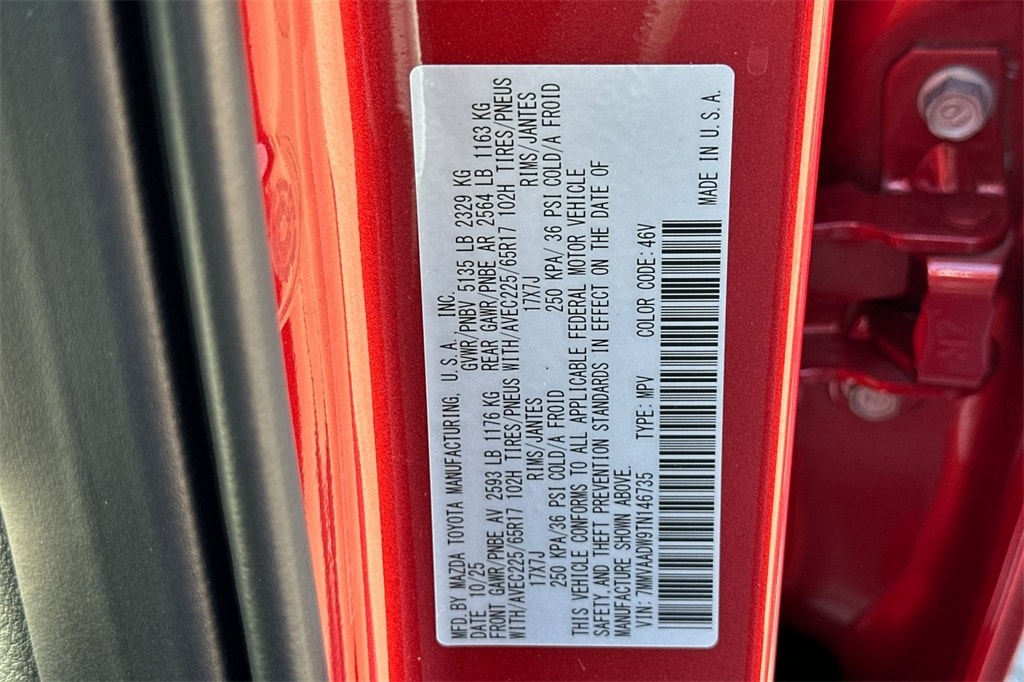 MFD.BY MAZDA TOYOTA MANUFACTURING, U.S.A. INC.
DATE 10/25 GVWR/PNBV 5135 LB 2329 KG
FRONT GAWR/PNBE AV 2593 LB 1176 KG REAR GAWR/PNBE AR 2564 LB 1163 KG
WITH/AVEC225/65R17 102H TIRES/PNEUS WITH/AVEC225/65R17 102H TIRES/PNEUS
17X7J RIMS/JANTES 17X7J RIMS/JANTES
250 KPA/36 PSI COLD/A FROID 250 KPA/ 36 PSI COLD/A FROID
THIS VEHICLE CONFORMS TO ALL APPLICABLE FEDERAL MOTOR VEHICLE
SAFETY,AND THEFT PREVENTION STANDARDS IN EFFECT ON THE DATE OF
MANUFACTURE SHOWN ABOVE.
VIN: 7MMVAADW9TN146735 TYPE: MPV COLOR CODE: 46V
MADE IN U.S.A.